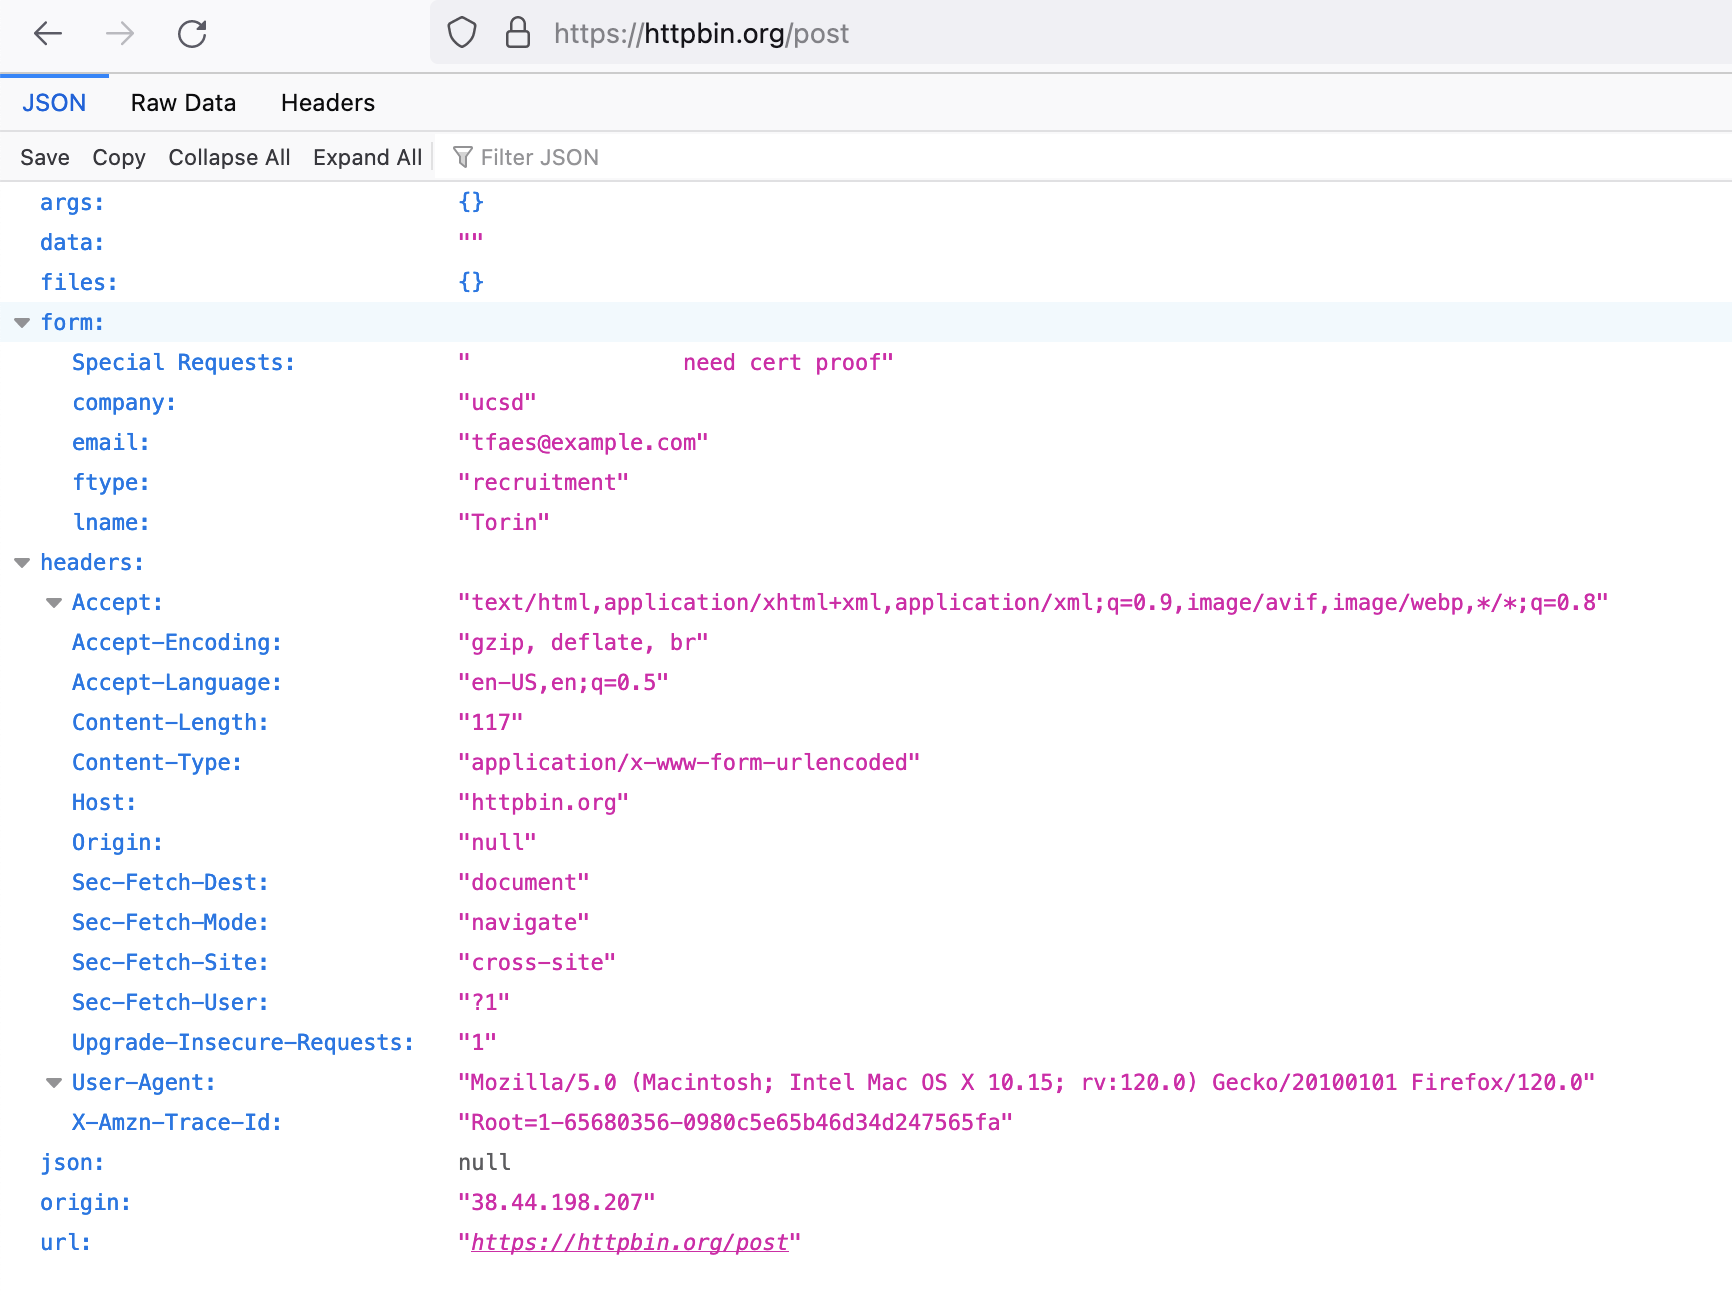 https://httpbin.org/post
JSON Raw Data Headers
Save Copy Collapse All Expand All Filter JSON
args: {}
data: ""
files: {}
form:
Special Requests: "                 need cert proof"
company: "ucsd"
email: "tfaes@example.com"
ftype: "recruitment"
lname: "Torin"
headers:
Accept: "text/html,application/xhtml+xml,application/xml;q=0.9,image/avif,image/webp,*/*;q=0.8"
Accept-Encoding: "gzip, deflate, br"
Accept-Language: "en-US,en;q=0.5"
Content-Length: "117"
Content-Type: "application/x-www-form-urlencoded"
Host: "httpbin.org"
Origin: "null"
Sec-Fetch-Dest: "document"
Sec-Fetch-Mode: "navigate"
Sec-Fetch-Site: "cross-site"
Sec-Fetch-User: "?1"
Upgrade-Insecure-Requests: "1"
User-Agent: "Mozilla/5.0 (Macintosh; Intel Mac OS X 10.15; rv:120.0) Gecko/20100101 Firefox/120.0"
X-Amzn-Trace-Id: "Root=1-65680356-0980c5e65b46d34d247565fa"
json: null
origin: "38.44.198.207"
url: "https://httpbin.org/post"